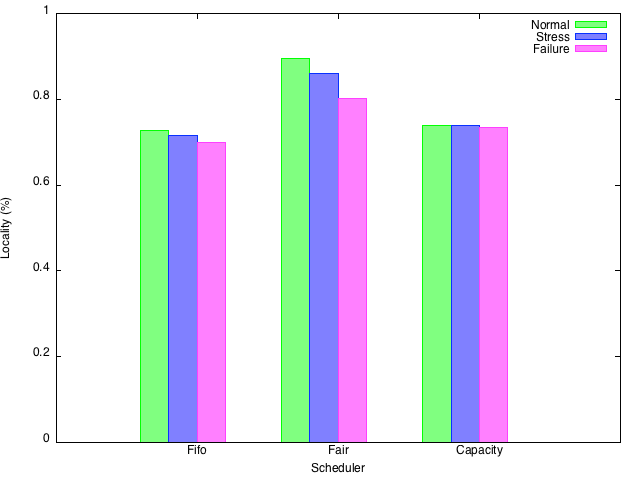 1
0.8
0.6
0.4
0.2
0
Locality (%)
Normal
Stress
Failure
Fifo
Fair
Capacity
Scheduler